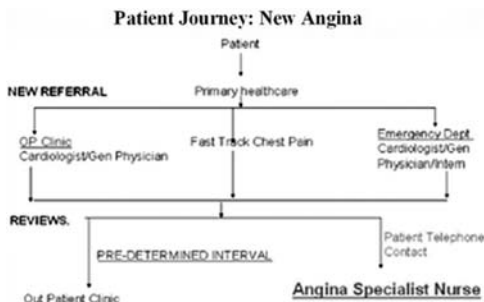 Patient Journey: New Angina
Patient
NEW REFERRAL
Primary healthcare
OP Clinic
Cardiologist/Gen Physician
Fast Track Chest Pain
Emergency Dept.
Cardiologist/Gen
Physician/Intern
REVIEWS.
PRE-DETERMINED INTERVAL
Patient Telephone
Contact
Out Patient Clinic
Angina Specialist Nurse